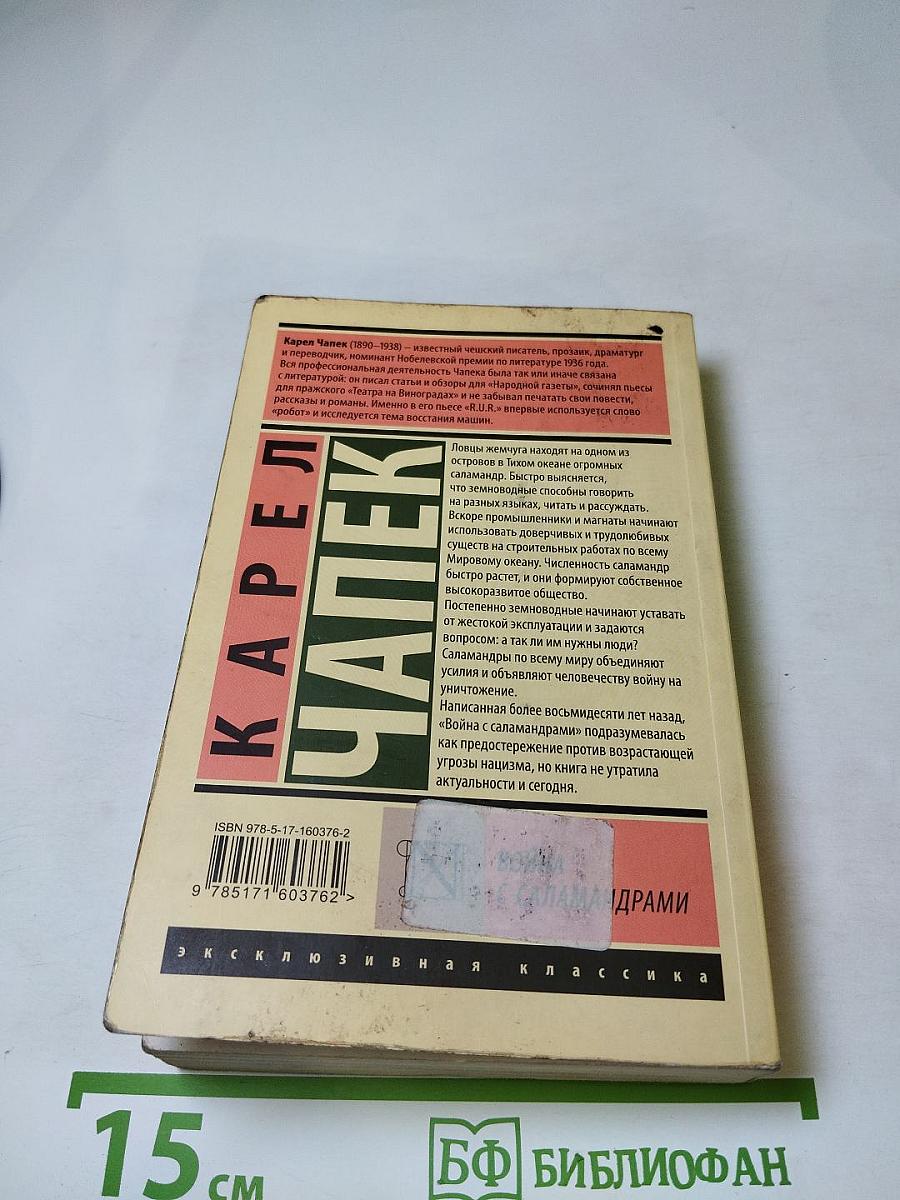 Карел Чапек (1890–1938) – известный чешский писатель, прозаик, драматург
и переводчик, номинант Нобелевской премии по литературе 1936 года.
Вся профессиональная деятельность Чапека была так или иначе связана
с литературой: он писал статьи и обзоры для «Народной газеты», сочинял пьесы
для пражского «Театра на Виноградах» и не забывал печатать свои повести,
рассказы и романы. Именно в его пьесе «R.U.R.» впервые используется слово
«робот» и исследуется тема восстания машин.
КАРЕЛ
ЧАПЕК
Ловцы жемчуга находят на одном из
островов в Тихом океане огромных
саламандр. Быстро выясняется,
что земноводные способны говорить
на разных языках, читать и рассуждать.
Вскоре промышленники и магнаты начинают
использовать доверчивых и трудолюбивых
существ на строительных работах по всему
Мировому океану. Численность саламандр
быстро растет, и они формируют собственное
высокоразвитое общество.
Постепенно земноводные начинают уставать
от жестокой эксплуатации и задаются
вопросом: а так ли им нужны люди?
Саламандры по всему миру объединяют
усилия и объявляют человечеству войну на
уничтожение.
Написанная более восьмидесяти лет назад,
«Война с саламандрами» подразумевалась
как предостережение против возрастающей
угрозы нацизма, но книга не утратила
актуальности и сегодня.
ISBN 978-5-17-160376-2
9 785171 603762 >
ВОЙНА
С САЛАМАНДРАМИ
эксклюзивная классика
15 см
БФ БИБЛИОФАН